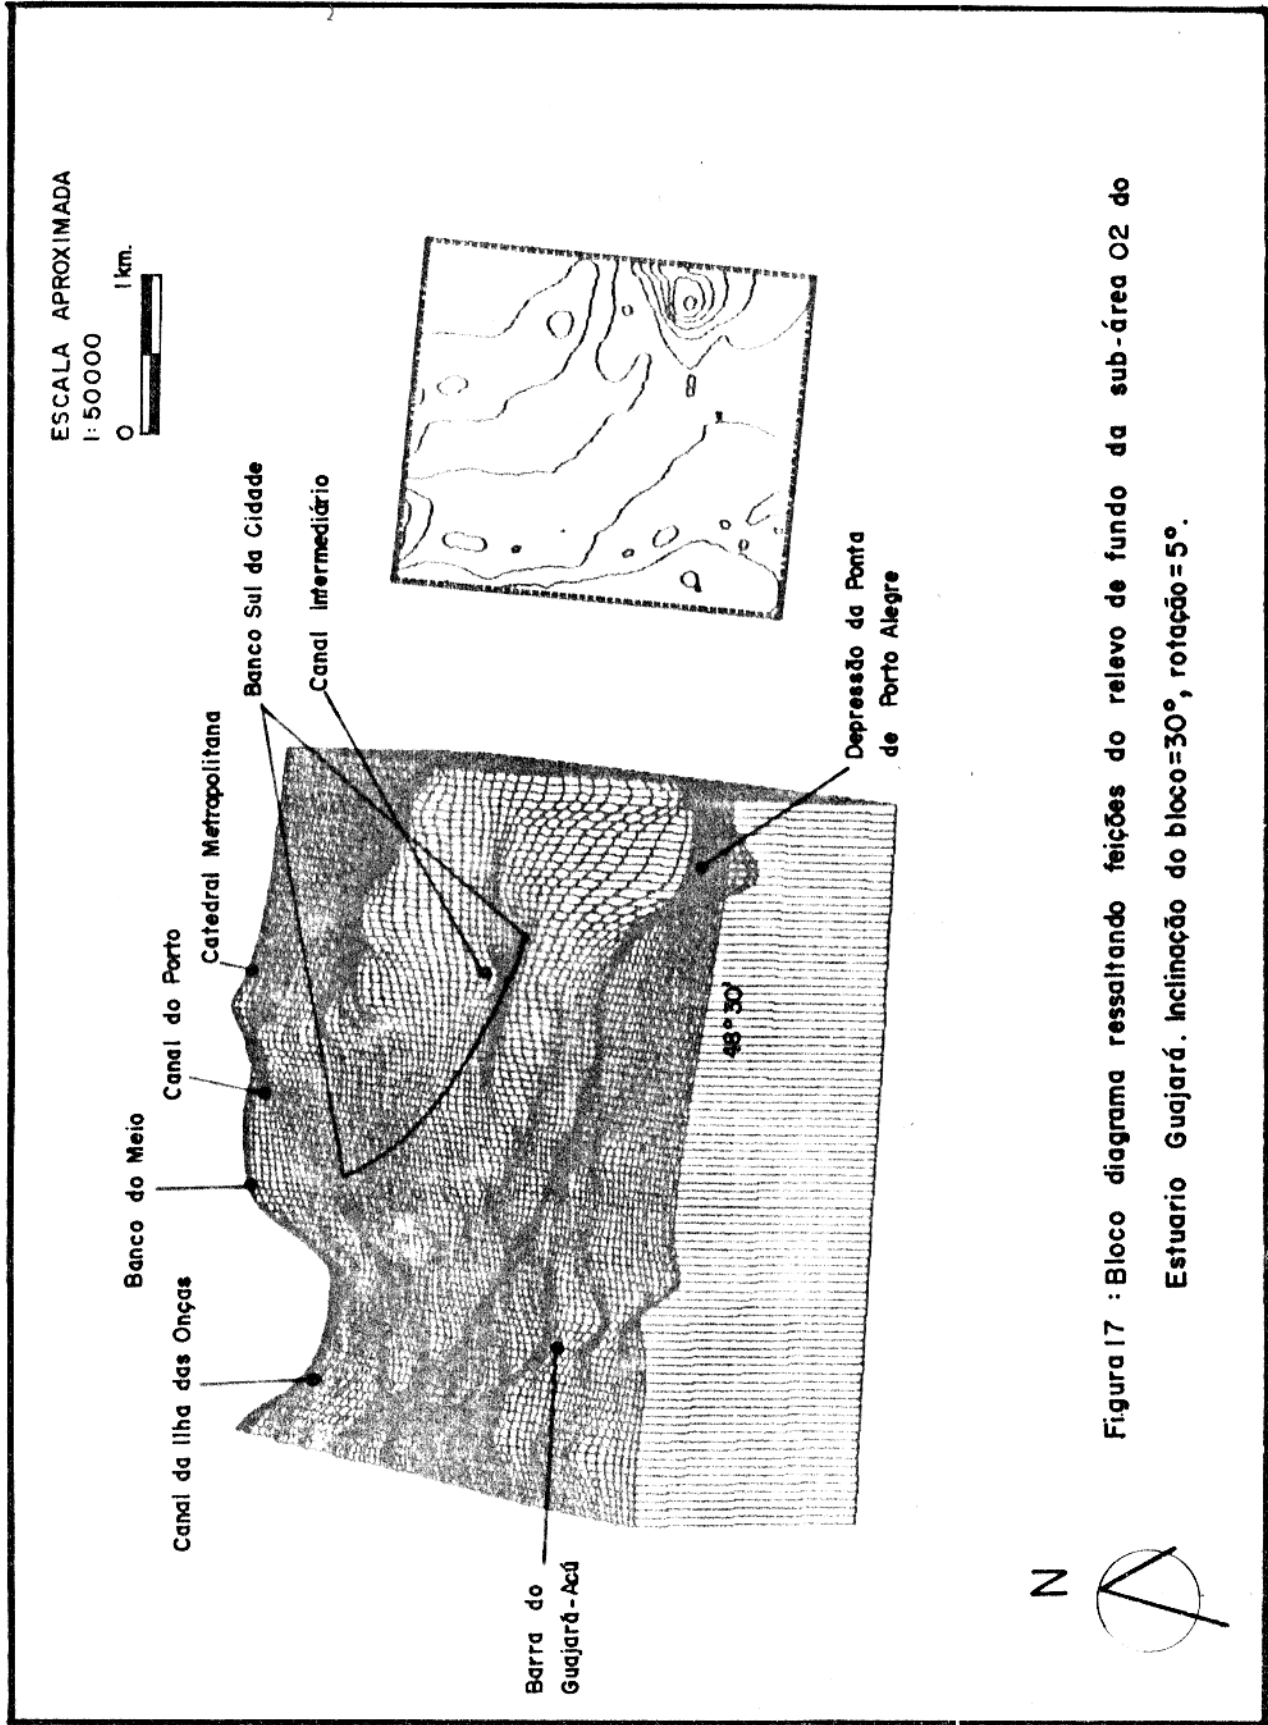 ESCALA APROXIMADA
1:50000
0 1km.
Canal da Ilha das Onças
Banco do Meio
Canal do Porto
Catedral Metropolitana
Banco Sul da Cidade
Canal Intermediário
Barra do
Guajará-Acú
48° 30'
Depressão da Ponta
de Porto Alegre
N
Figura 17 : Bloco diagrama ressaltando feições do relevo de fundo da sub-área 02 do
Estuario Guajará. Inclinação do bloco=30°, rotação=5°.